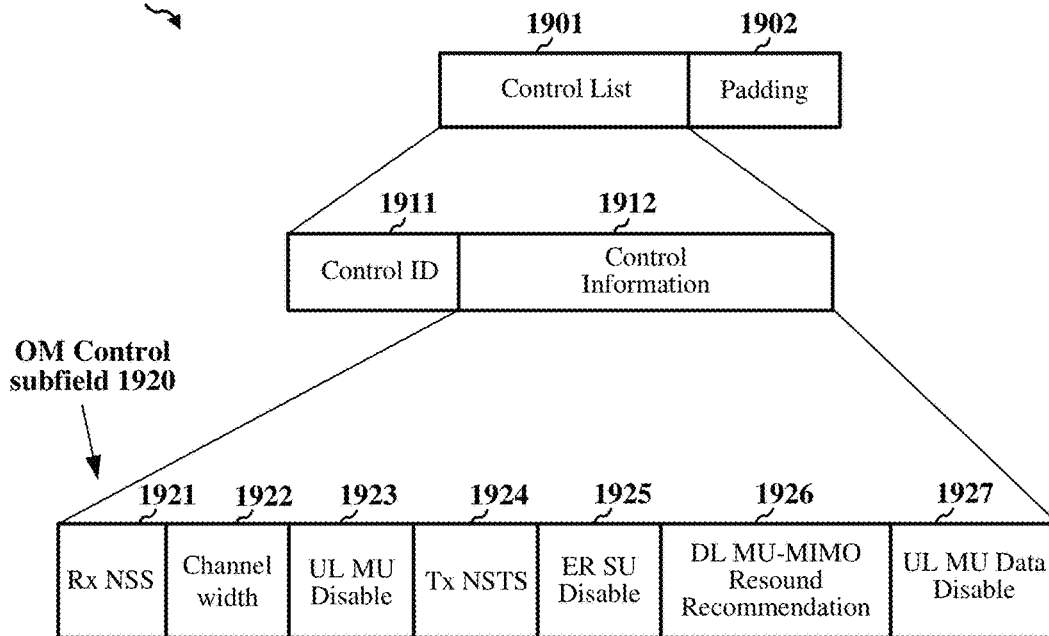 1901 1902
Control List Padding
1911 1912
Control ID Control
Information
OM Control
subfield 1920
1921 1922 1923 1924 1925 1926 1927
Rx NSS Channel
width UL MU
Disable Tx NSTS ER SU
Disable DL MU-MIMO
Resound
Recommendation UL MU Data
Disable